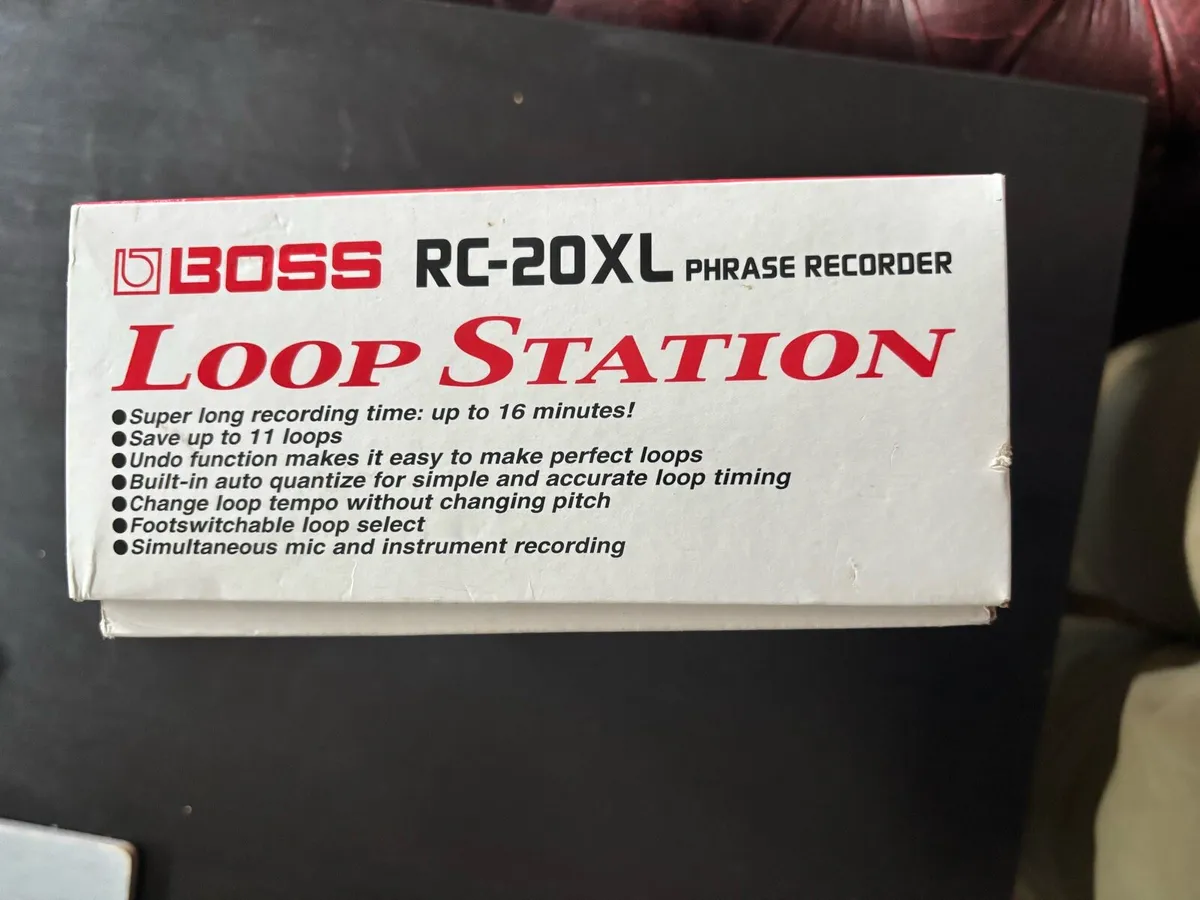 BOSS RC-20XL PHRASE RECORDER
LOOP STATION
●Super long recording time: up to 16 minutes!
●Save up to 11 loops
●Undo function makes it easy to make perfect loops
●Built-in auto quantize for simple and accurate loop timing
●Change loop tempo without changing pitch
●Footswitchable loop select
●Simultaneous mic and instrument recording